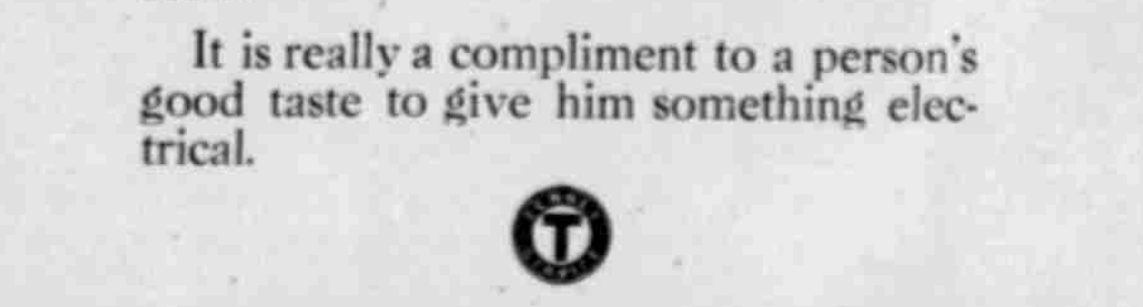 It is really a compliment to a person's
good taste to give him something elec-
trical.
T